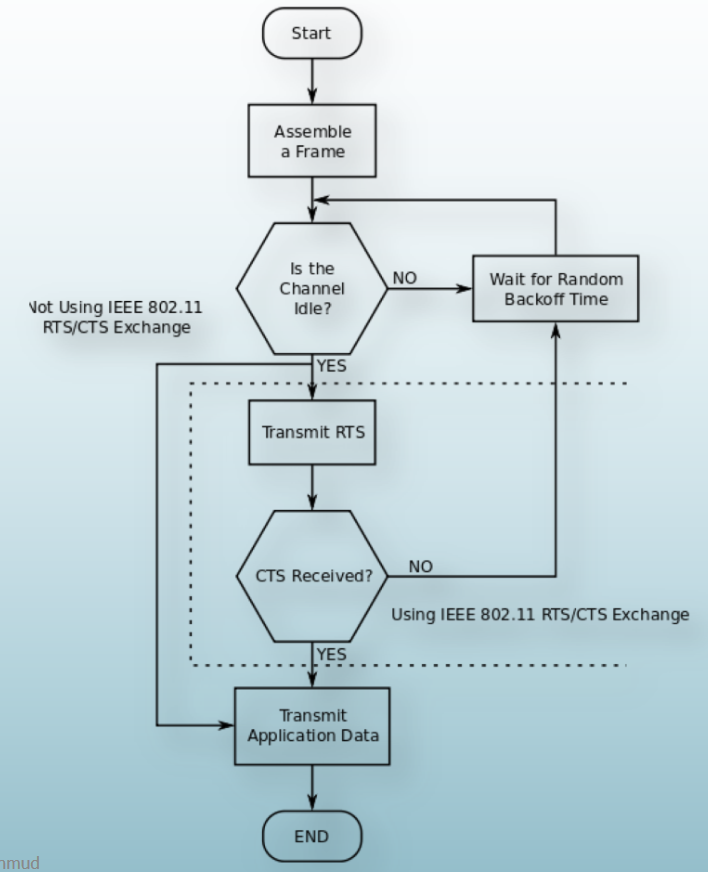 Start
Assemble
a Frame
Is the
Channel
Idle?
NO
Wait for Random
Backoff Time
Not Using IEEE 802.11
RTS/CTS Exchange
YES
Transmit RTS
CTS Received?
NO
Using IEEE 802.11 RTS/CTS Exchange
YES
Transmit
Application Data
END